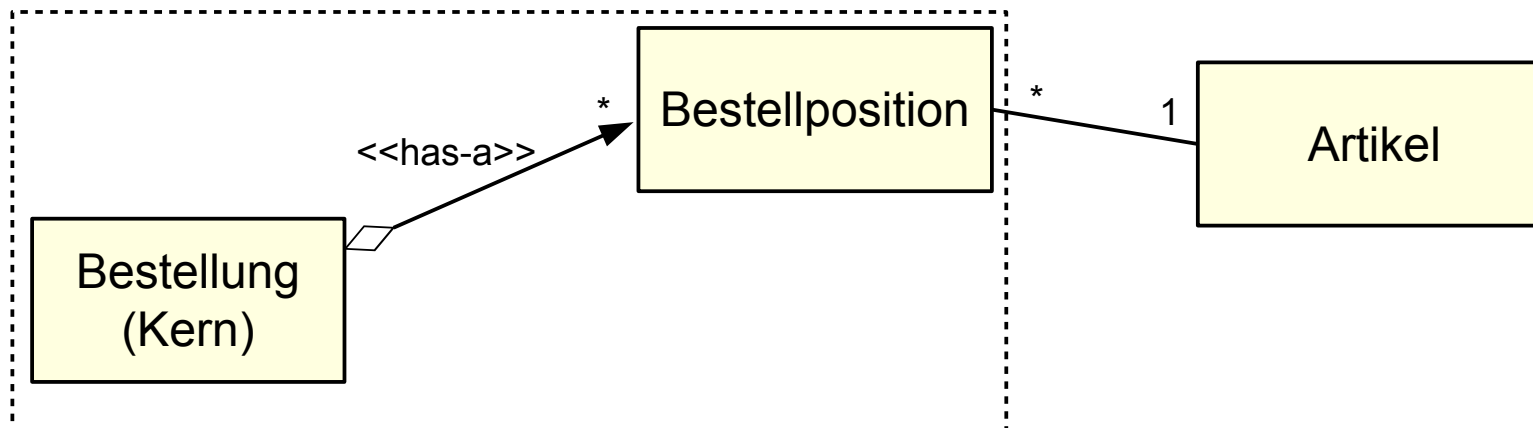 Bestellposition
*
1
Artikel
*
<<has-a>>
Bestellung
(Kern)